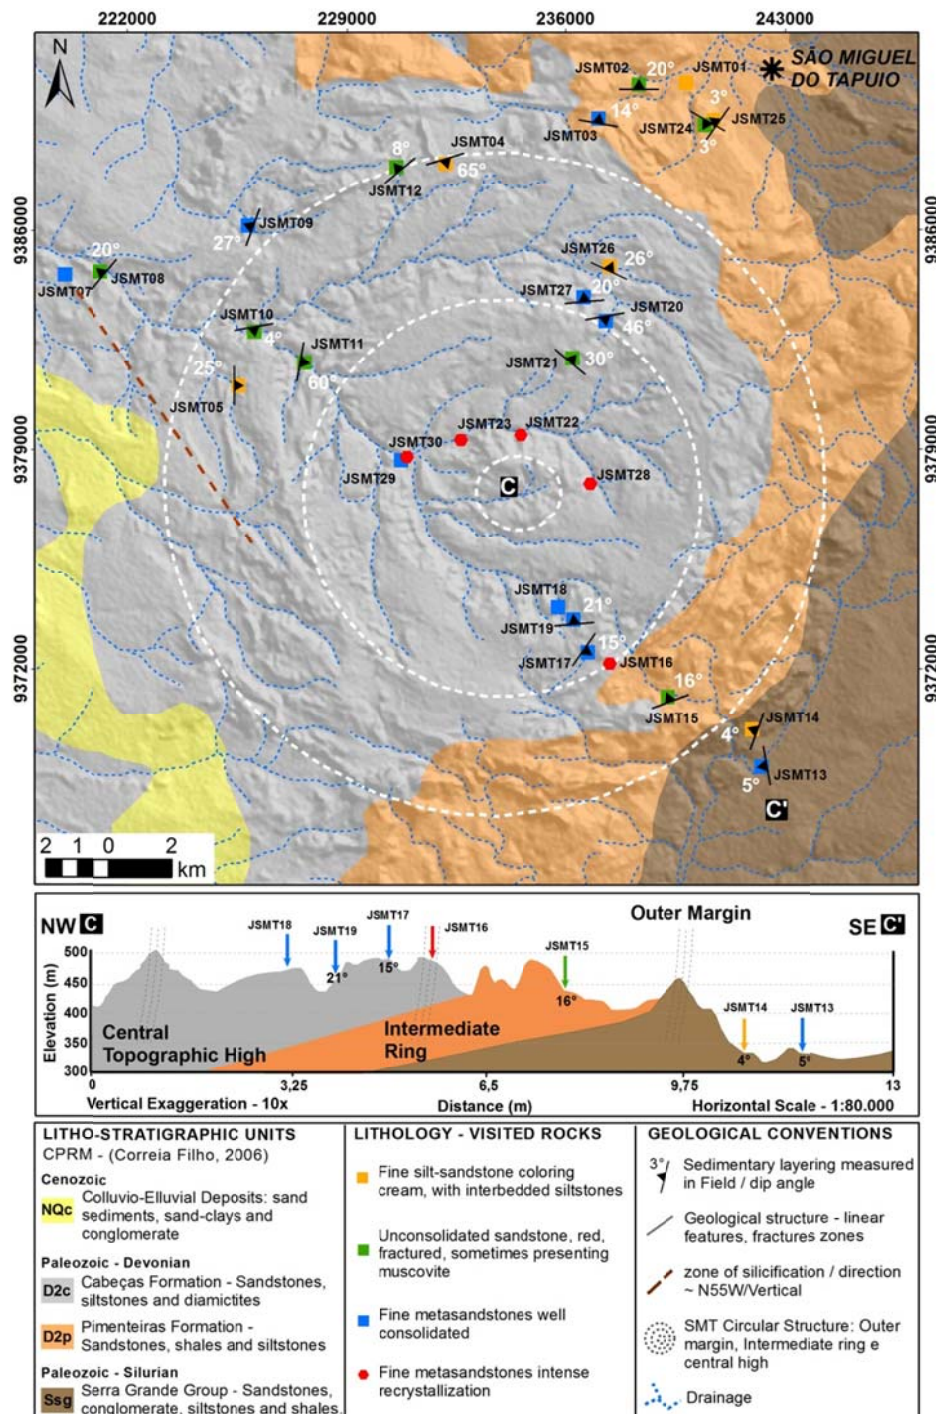 222000 229000 236000 243000
N
JSMT02 20° JSMT01 SÃO MIGUEL
DO TAPUIO
14° 3° JSMT25
JSMT03 JSMT24
3°
8° JSMT04
65°
JSMT12
JSMT09
27°
9386000 9386000
20° JSMT26
26°
JSMT07 JSMT08
JSMT27 20° JSMT20
46°
JSMT10
4° JSMT11
JSMT21 30°
25° 60°
JSMT05
JSMT23 JSMT22
JSMT30
9379000 9379000
JSMT29 C JSMT28
JSMT18
21°
JSMT19
15°
JSMT17 JSMT16
9372000 9372000
16°
JSMT15
4° JSMT14
5° JSMT13
C'
2 1 0 2
km
NW C Outer Margin SE C'
JSMT18 JSMT19 JSMT17 JSMT16 JSMT15 JSMT14 JSMT13
Elevation (m)
500
450
400
350
300
21° 15° 16° 4° 5'
Central
Topographic High
Intermediate
Ring
0 3,25 6,5 9,75 13
Vertical Exaggeration - 10x Distance (m) Horizontal Scale - 1:80.000
LITHO-STRATIGRAPHIC UNITS
CPRM - (Correia Filho, 2006)
Cenozoic
NQc Colluvio-Elluvial Deposits: sand
sediments, sand-clays and
conglomerate
Paleozoic - Devonian
D2c Cabeças Formation - Sandstones,
siltstones and diamictites
D2p Pimenteiras Formation -
Sandstones, shales and siltstones
Paleozoic - Silurian
Ssg Serra Grande Group - Sandstones,
conglomerate, siltstones and shales.
LITHOLOGY - VISITED ROCKS
Fine silt-sandstone coloring
cream, with interbedded siltstones
Unconsolidated sandstone, red,
fractured, sometimes presenting
muscovite
Fine metasandstones well
consolidated
Fine metasandstones intense
recrystallization
GEOLOGICAL CONVENTIONS
3° Sedimentary layering measured
in Field / dip angle
Geological structure - linear
features, fractures zones
zone of silicification / direction
~ N55W/Vertical
SMT Circular Structure: Outer
margin, Intermediate ring e
central high
Drainage